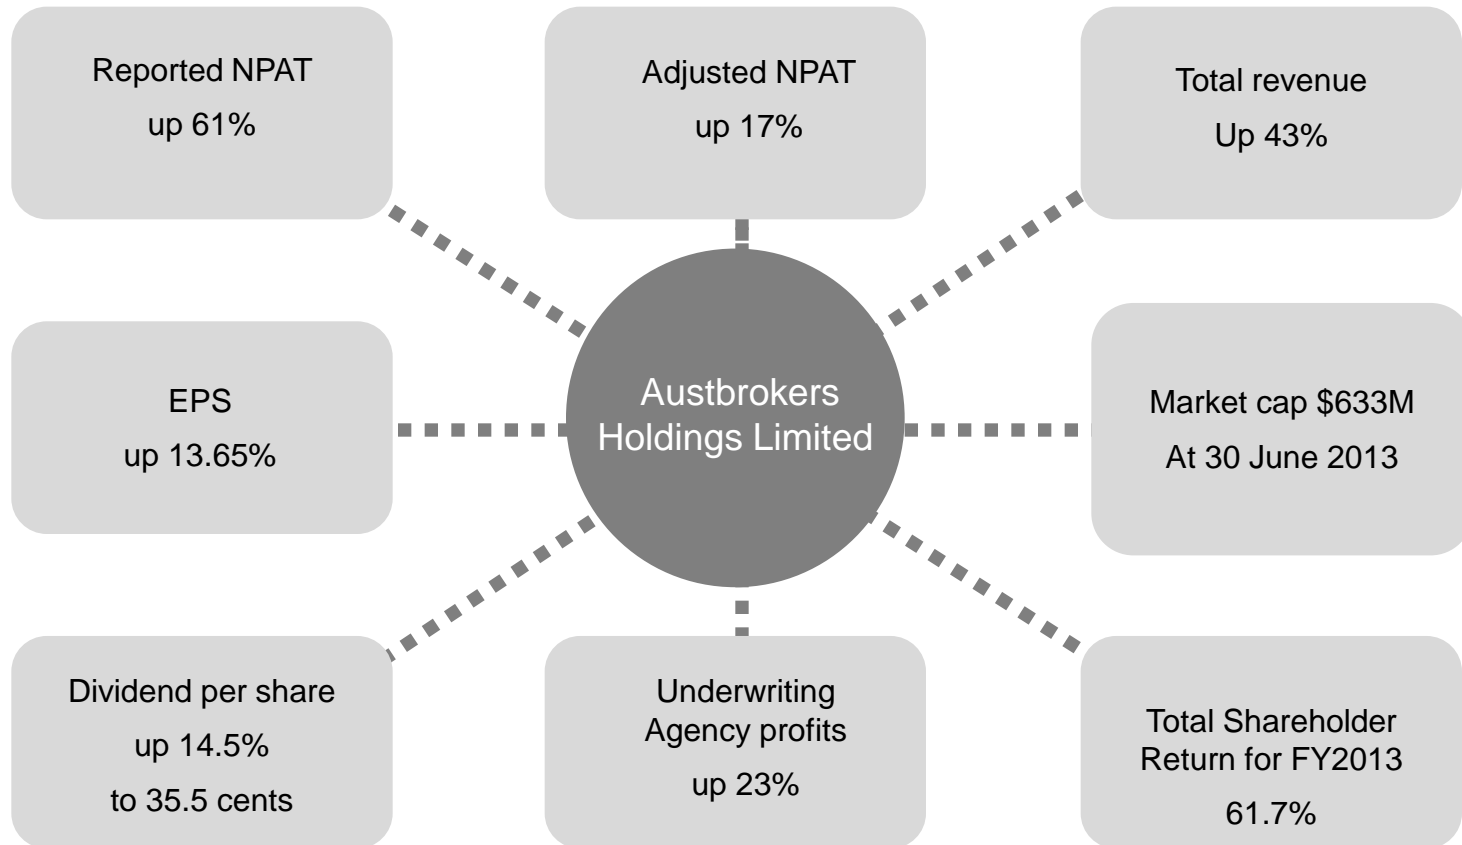 Reported NPAT
up 61%
Adjusted NPAT
up 17%
Total revenue
Up 43%
EPS
up 13.65%
Austbrokers
Holdings Limited
Market cap $633M
At 30 June 2013
Dividend per share
up 14.5%
to 35.5 cents
Underwriting
Agency profits
up 23%
Total Shareholder
Return for FY2013
61.7%